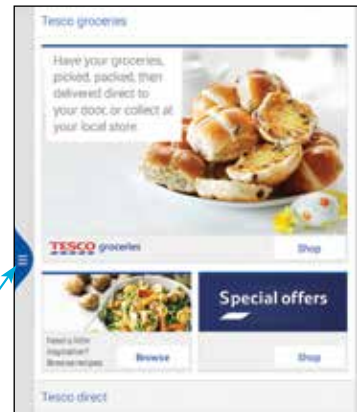 Tesco groceries
Have your groceries,
picked, packed, then
delivered direct to
your door, or collect at
your local store
TESCO groceries
Shop
Need a little
inspiration?
Browse recipes
Browse
Special offers
Shop
Tesco direct